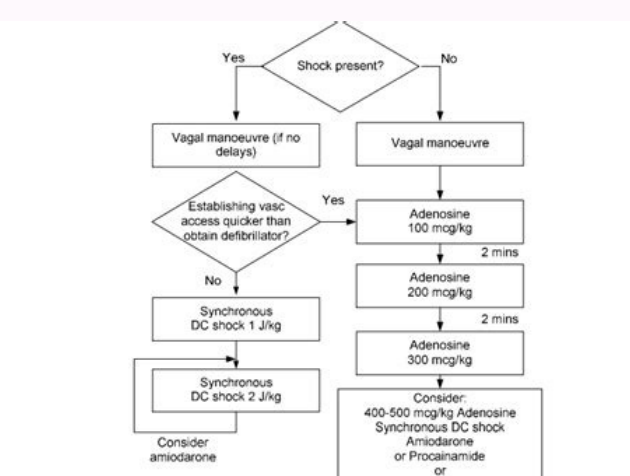 Shock present?
Yes
No
Vagal manoeuvre (if no
delays)
Vagal manoeuvre
Establishing vasc
access quicker than
obtain defibrillator?
Yes
No
Adenosine
100 mcg/kg
2 mins
Adenosine
200 mcg/kg
2 mins
Adenosine
300 mcg/kg
Synchronous
DC shock 1 J/kg
Synchronous
DC shock 2 J/kg
Consider
amiodarone
Consider:
400-500 mcg/kg Adenosine
Synchronous DC shock
Amiodarone
or Procainamide
or